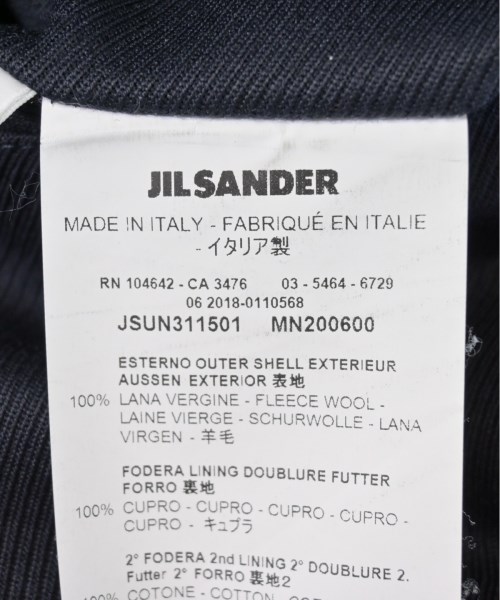 JIL SANDER
MADE IN ITALY - FABRIQUÉ EN ITALIE
- イタリア製
RN 104642 - CA 3476 03 - 5464 - 6729
06 2018-0110568
JSUN311501 MN200600
ESTERNO OUTER SHELL EXTERIEUR
AUSSEN EXTERIOR 表地
100% LANA VERGINE - FLEECE WOOL -
LAINE VIERGE - SCHURWOLLE - LANA
VIRGEN - 羊毛
FODERA LINING DOUBLURE FUTTER
FORRO 裏地
100% CUPRO - CUPRO - CUPRO - CUPRO -
CUPRO - キュプラ
2° FODERA 2nd LINING 2° DOUBLURE 2.
Futter 2° FORRO 裏地2
100% COTONE - COTTON -